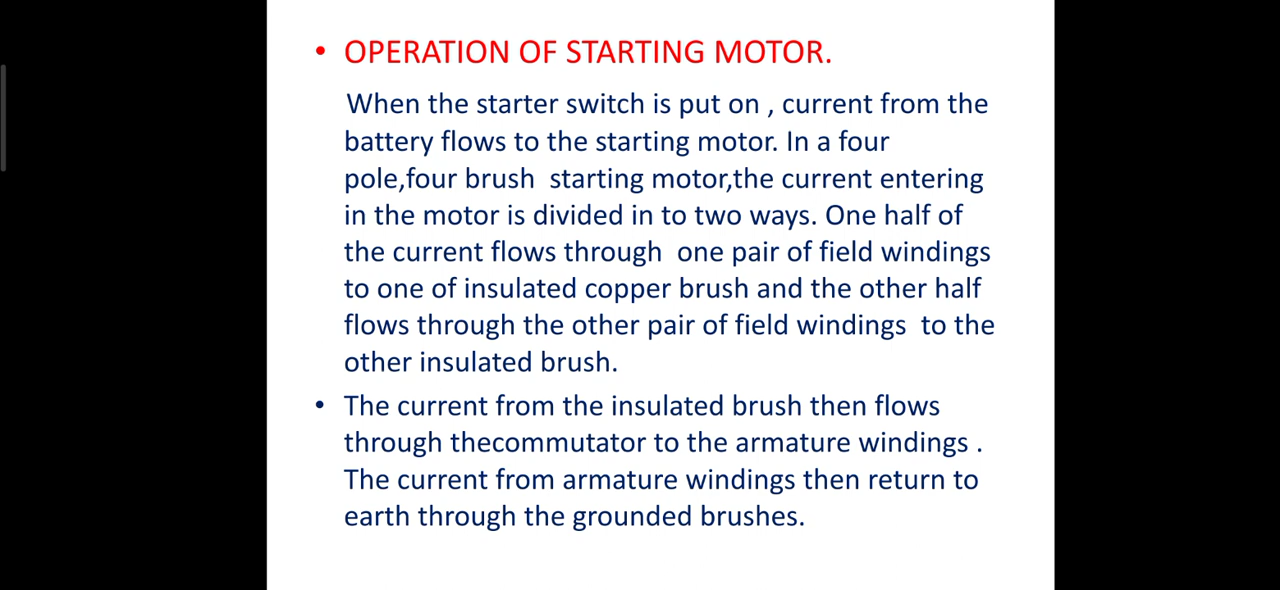 • OPERATION OF STARTING MOTOR.
When the starter switch is put on , current from the
battery flows to the starting motor. In a four
pole,four brush  starting motor,the current entering
in the motor is divided in to two ways. One half of
the current flows through  one pair of field windings
to one of insulated copper brush and the other half
flows through the other pair of field windings  to the
other insulated brush.
• The current from the insulated brush then flows
through thecommutator to the armature windings .
The current from armature windings then return to
earth through the grounded brushes.